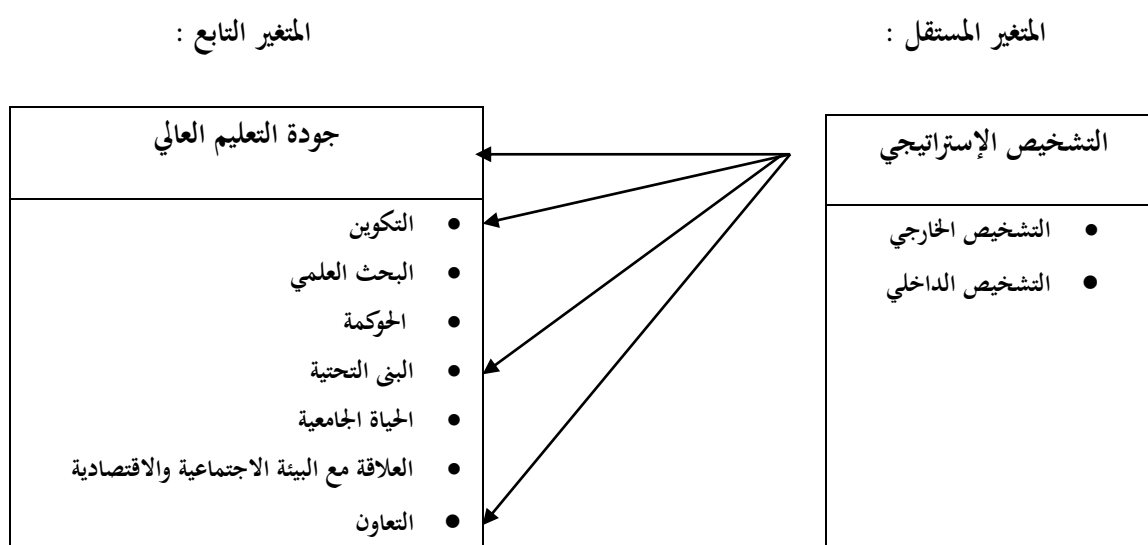 المتغير المستقل :
التشخيص الإستراتيجي
● التشخيص الخارجي
● التشخيص الداخلي
المتغير التابع :
جودة التعليم العالي
● التكوين
● البحث العلمي
● الحوكمة
● البنى التحتية
● الحياة الجامعية
● العلاقة مع البيئة الاجتماعية والاقتصادية
● التعاون